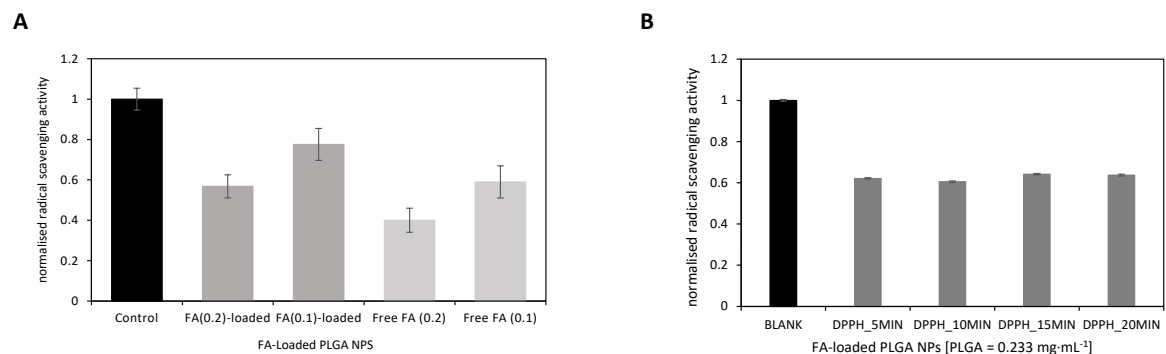 A
normalised radical scavenging activity
1.2
1
0.8
0.6
0.4
0.2
0
Control FA(0.2)-loaded FA(0.1)-loaded Free FA (0.2) Free FA (0.1)
FA-Loaded PLGA NPS
B
normalised radical scavenging activity
1.2
1
0.8
0.6
0.4
0.2
0
BLANK DPPH_5MIN DPPH_10MIN DPPH_15MIN DPPH_20MIN
FA-loaded PLGA NPs [PLGA = 0.233 mg·mL⁻¹]